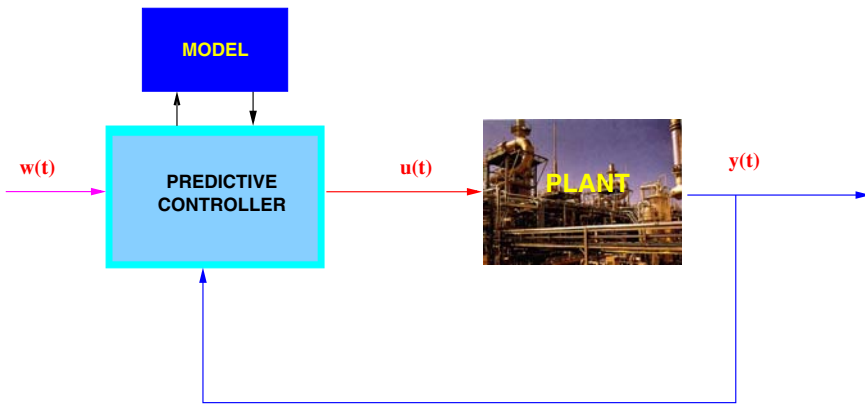 MODEL
w(t)
PREDICTIVE
CONTROLLER
u(t)
PLANT
y(t)